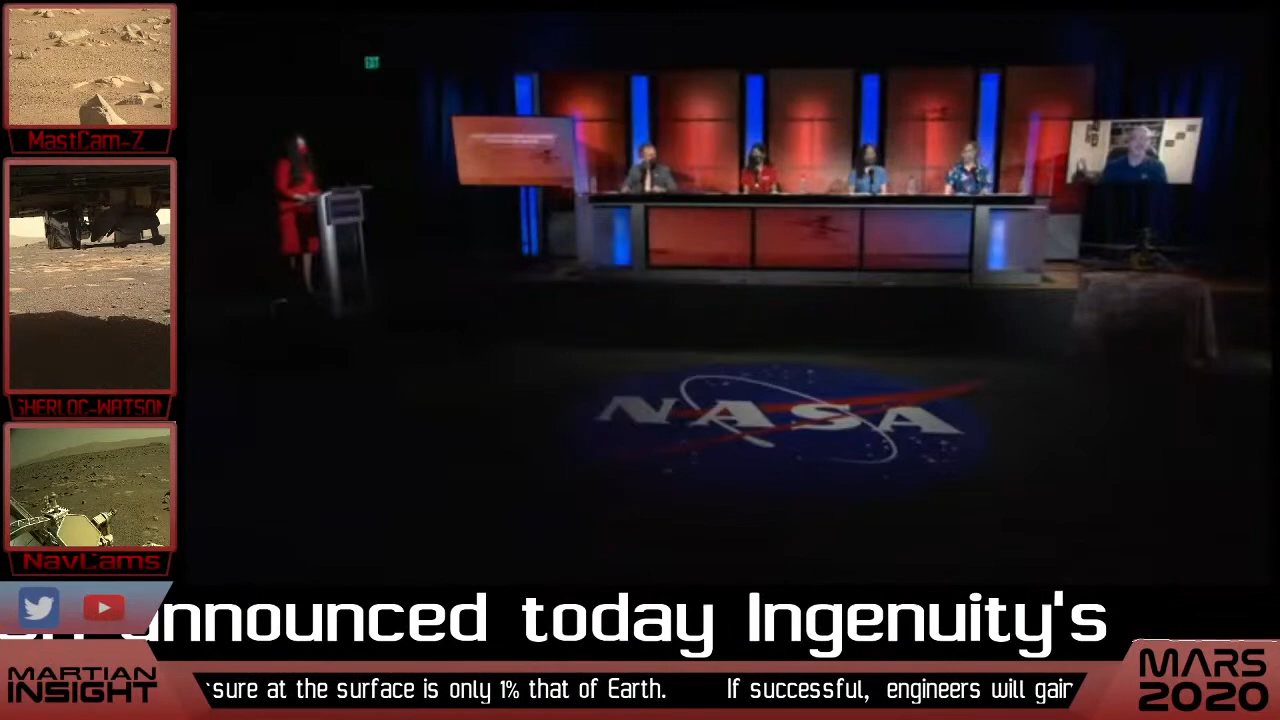 MastCam-Z
SHERLOC-WATSON
NavCams
EXIT
NASA
announced today Ingenuity's
MARTIAN
INSIGHT
sure at the surface is only 1% that of Earth. If successful, engineers will gain
MARS
2020